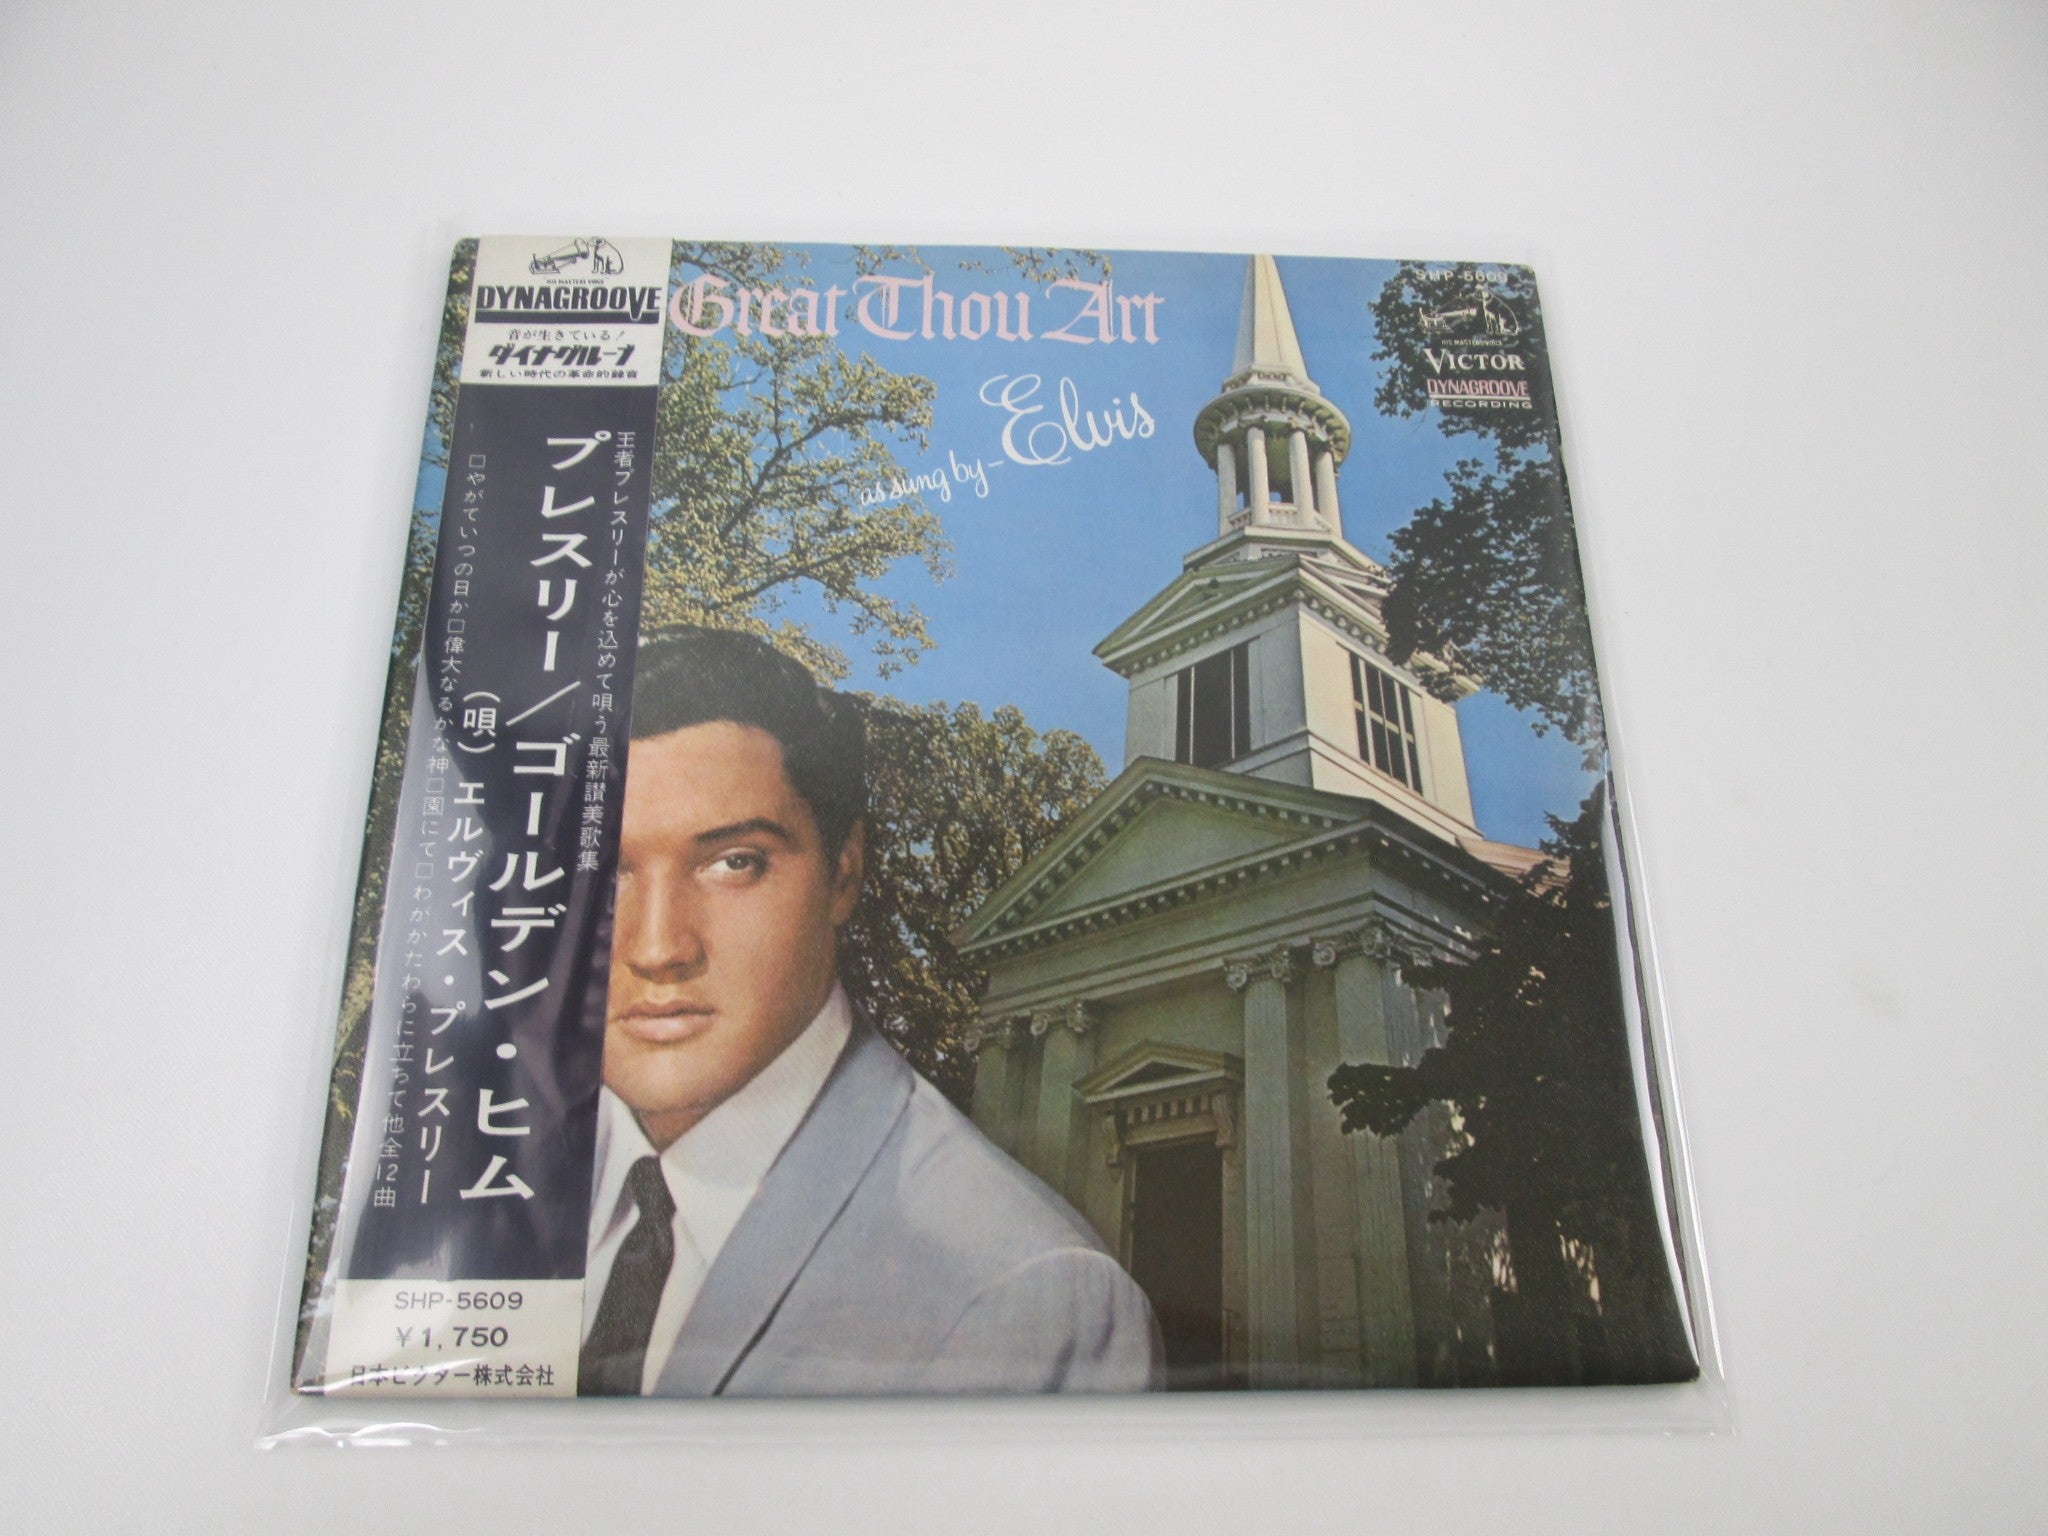 HIS MASTERS VOICE
DYNAGROOVE
音が生きている!
ダイナグルーブ
新しい時代の革命的録音
王者プレスリーが心を込めて唄う最新讃美歌集
プレスリー/ゴールデン・ヒム
(唄)エルヴィス・プレスリー
□やがていつの日か□偉大なるかな神□園にて□わがかたわらに立ちて他全12曲
SHP-5609
¥1,750
日本ビクター株式会社
Great Thou Art
as sung by-Elvis
SHP-5609
HIS MASTERS VOICE
VICTOR
DYNAGROOVE
RECORDING